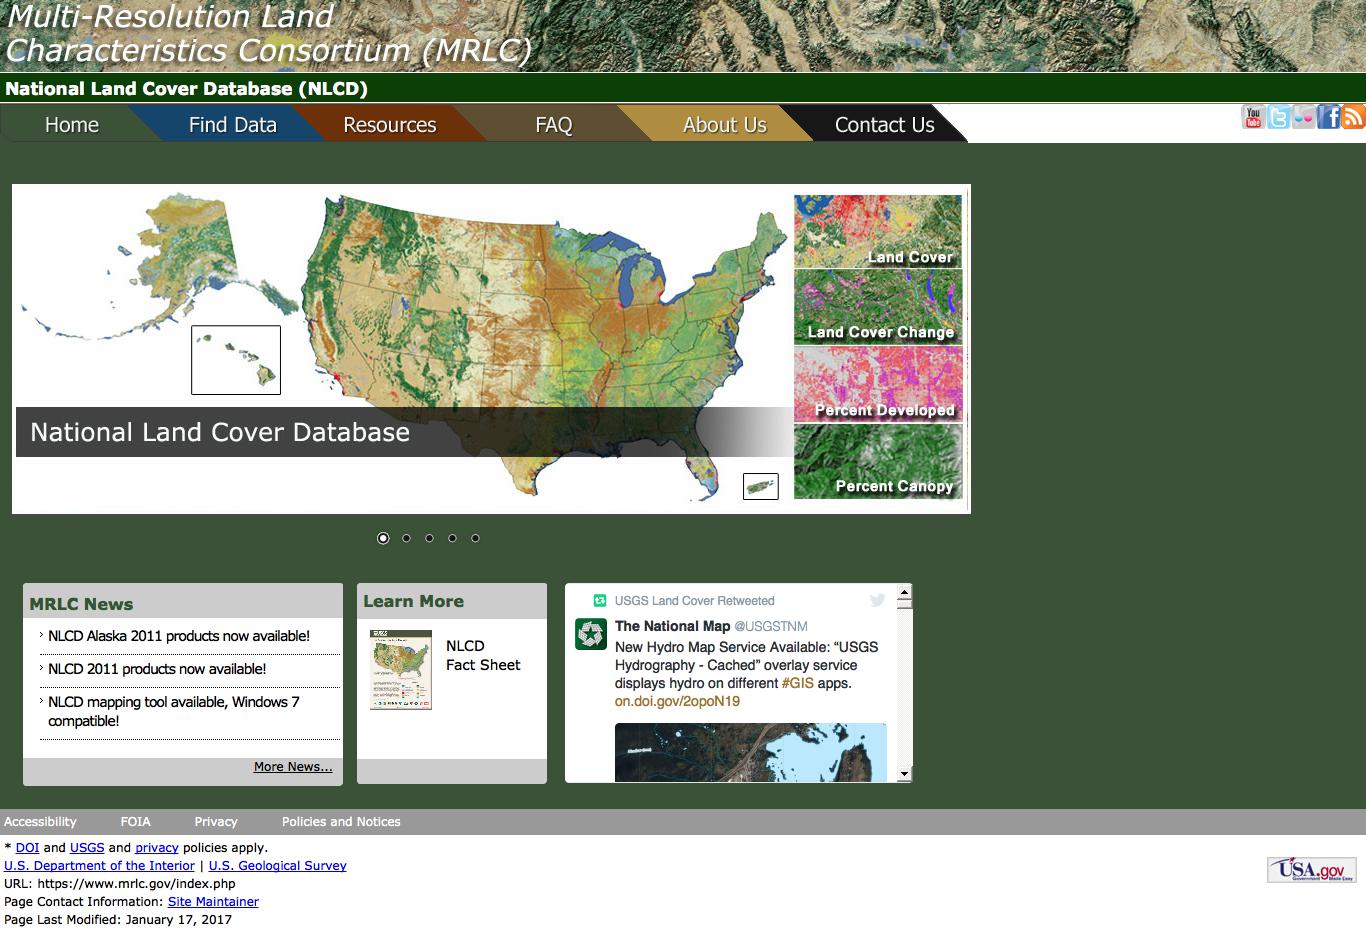 Multi-Resolution Land
Characteristics Consortium (MRLC)
National Land Cover Database (NLCD)
Home Find Data Resources FAQ About Us Contact Us
You
Tube
Land Cover
Land Cover Change
Percent Developed
Percent Canopy
National Land Cover Database
MRLC News
NLCD Alaska 2011 products now available!
NLCD 2011 products now available!
NLCD mapping tool available, Windows 7
compatible!
More News...
Learn More
NLCD
Fact Sheet
USGS Land Cover Retweeted
The National Map @USGSTNM
New Hydro Map Service Available: “USGS
Hydrography - Cached” overlay service
displays hydro on different #GIS apps.
on.doi.gov/2opoN19
Accessibility FOIA Privacy Policies and Notices
* DOI and USGS and privacy policies apply.
U.S. Department of the Interior | U.S. Geological Survey
URL: https://www.mrlc.gov/index.php
Page Contact Information: Site Maintainer
Page Last Modified: January 17, 2017
USA.gov
Government Made Easy